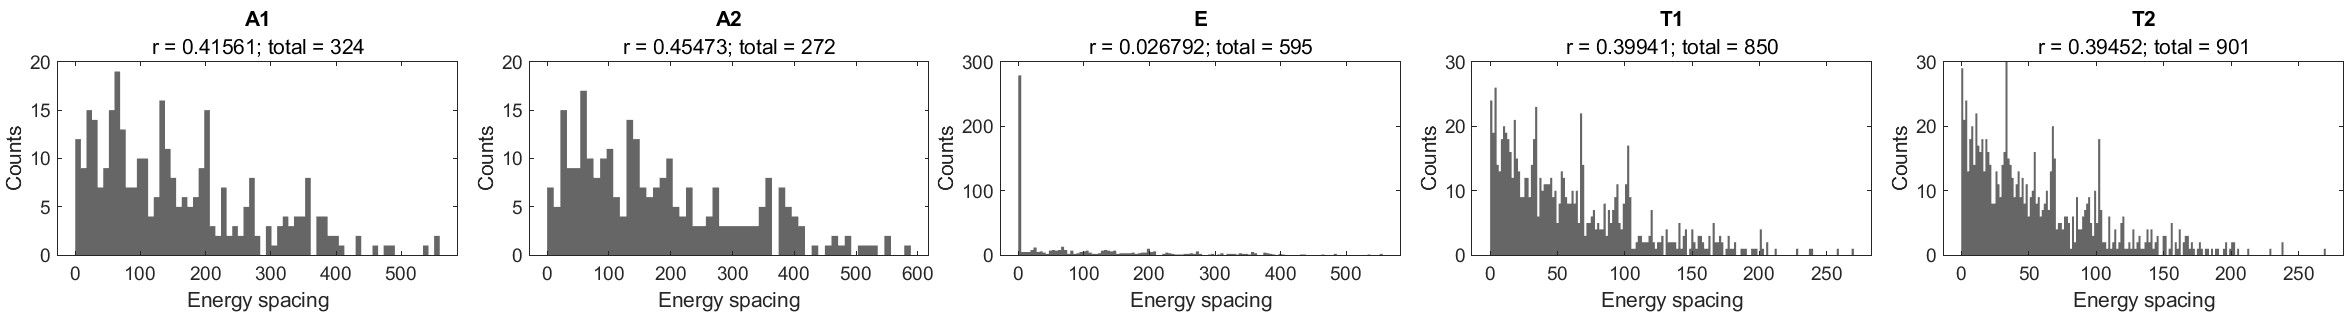 A1
r = 0.41561; total = 324
20
15
10
5
0
Counts
0 100 200 300 400 500
Energy spacing
A2
r = 0.45473; total = 272
20
15
10
5
0
Counts
0 100 200 300 400 500 600
Energy spacing
E
r = 0.026792; total = 595
300
200
100
0
Counts
0 100 200 300 400 500
Energy spacing
T1
r = 0.39941; total = 850
30
20
10
0
Counts
0 50 100 150 200 250
Energy spacing
T2
r = 0.39452; total = 901
30
20
10
0
Counts
0 50 100 150 200 250
Energy spacing